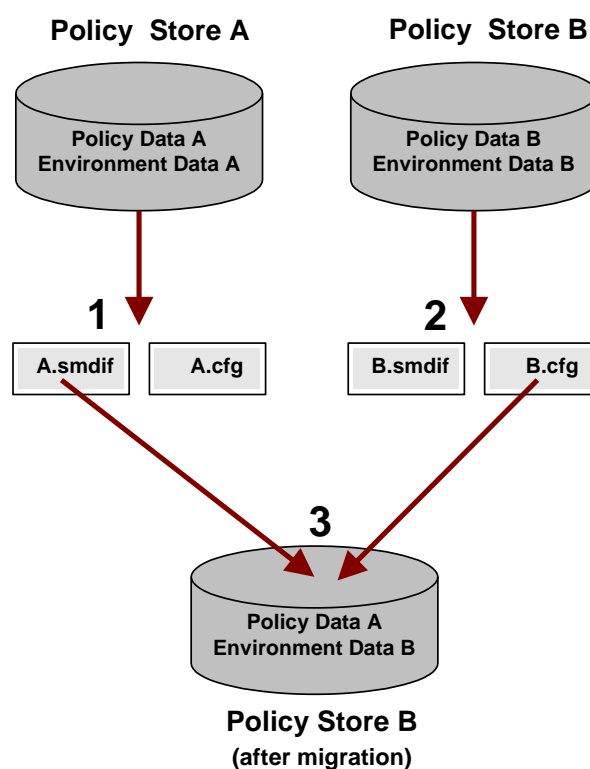 Policy Store A
Policy Store B
Policy Data A
Environment Data A
Policy Data B
Environment Data B
1
2
A.smdif
A.cfg
B.smdif
B.cfg
3
Policy Data A
Environment Data B
Policy Store B
(after migration)